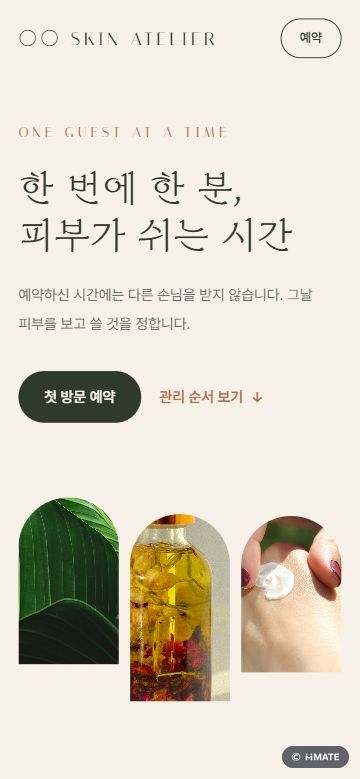 ○○ SKIN ATELIER
예약
ONE GUEST AT A TIME
한 번에 한 분,
피부가 쉬는 시간
예약하신 시간에는 다른 손님을 받지 않습니다. 그날
피부를 보고 쓸 것을 정합니다.
첫 방문 예약
관리 순서 보기 ↓
© HMATE